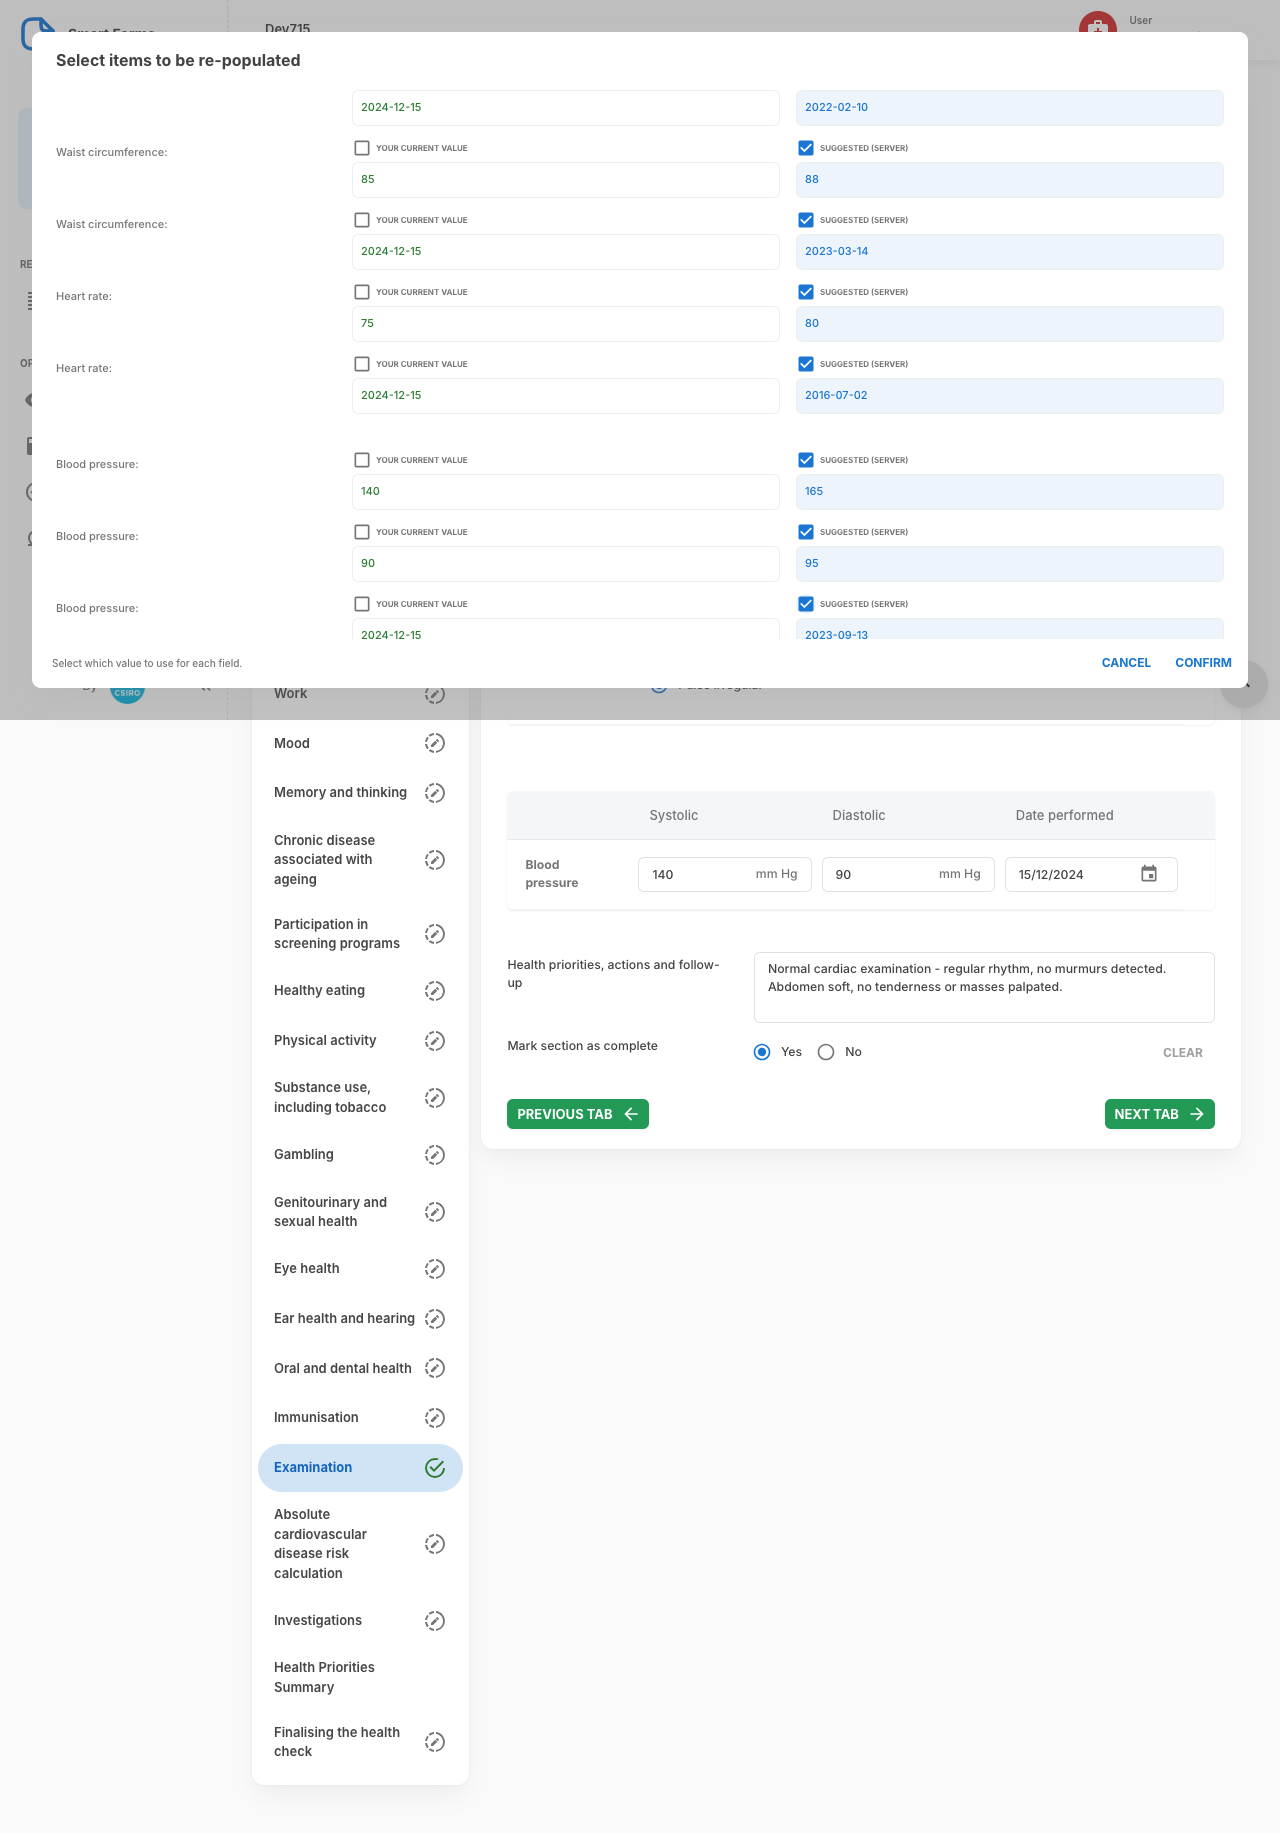 Dev715
User
Select items to be re-populated
2024-12-15
2022-02-10
Waist circumference:
YOUR CURRENT VALUE
SUGGESTED (SERVER)
85
88
Waist circumference:
YOUR CURRENT VALUE
SUGGESTED (SERVER)
2024-12-15
2023-03-14
Heart rate:
YOUR CURRENT VALUE
SUGGESTED (SERVER)
75
80
Heart rate:
YOUR CURRENT VALUE
SUGGESTED (SERVER)
2024-12-15
2016-07-02
Blood pressure:
YOUR CURRENT VALUE
SUGGESTED (SERVER)
140
165
Blood pressure:
YOUR CURRENT VALUE
SUGGESTED (SERVER)
90
95
Blood pressure:
YOUR CURRENT VALUE
SUGGESTED (SERVER)
2024-12-15
2023-09-13
Select which value to use for each field.
CANCEL
CONFIRM
By
CSIRO
Work
Mood
Memory and thinking
Chronic disease
associated with
ageing
Participation in
screening programs
Healthy eating
Physical activity
Substance use,
including tobacco
Gambling
Genitourinary and
sexual health
Eye health
Ear health and hearing
Oral and dental health
Immunisation
Examination
Absolute
cardiovascular
disease risk
calculation
Investigations
Health Priorities
Summary
Finalising the health
check
Systolic
Diastolic
Date performed
Blood
pressure
140
mm Hg
90
mm Hg
15/12/2024
Health priorities, actions and follow-
up
Normal cardiac examination - regular rhythm, no murmurs detected.
Abdomen soft, no tenderness or masses palpated.
Mark section as complete
Yes
No
CLEAR
PREVIOUS TAB
NEXT TAB